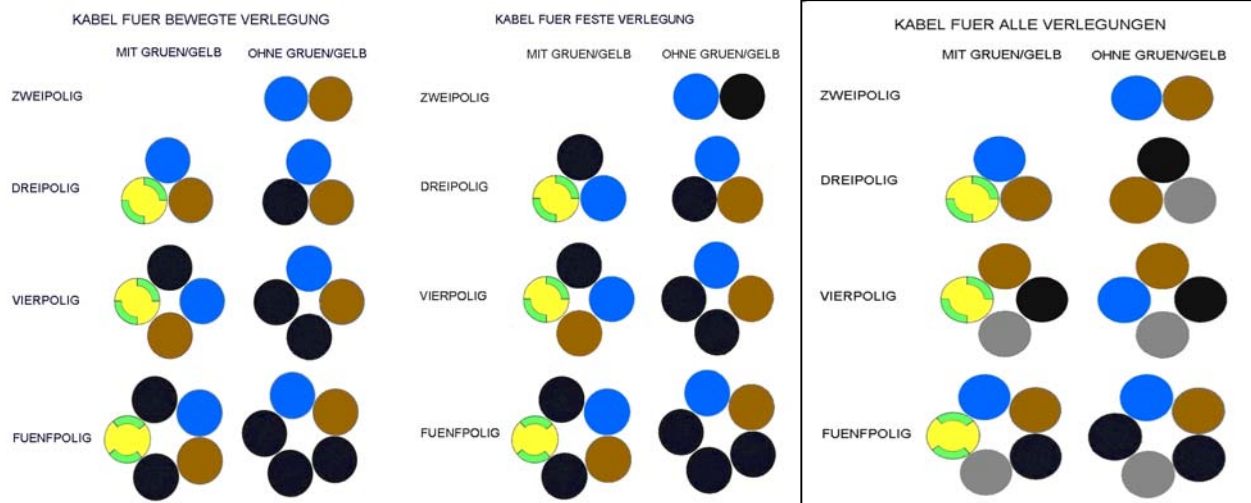 KABEL FUER BEWEGTE VERLEGUNG
MIT GRUEN/GELB OHNE GRUEN/GELB
ZWEIPOLIG
DREIPOLIG
VIERPOLIG
FUENFPOLIG
KABEL FUER FESTE VERLEGUNG
MIT GRUEN/GELB OHNE GRUEN/GELB
ZWEIPOLIG
DREIPOLIG
VIERPOLIG
FUENFPOLIG
KABEL FUER ALLE VERLEGUNGEN
MIT GRUEN/GELB OHNE GRUEN/GELB
ZWEIPOLIG
DREIPOLIG
VIERPOLIG
FUENFPOLIG